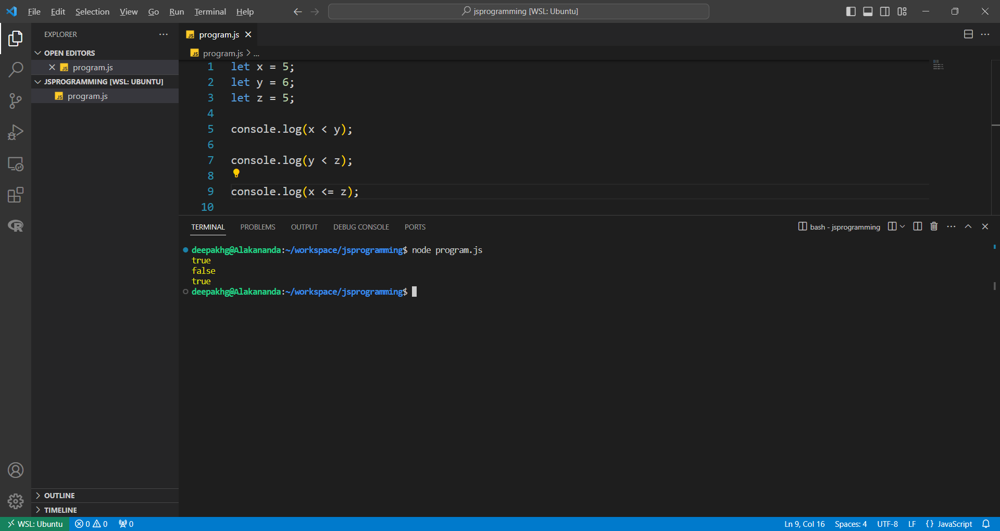 File Edit Selection View Go Run Terminal Help jsprogramming [WSL: Ubuntu]
EXPLORER
OPEN EDITORS
program.js
JSPROGRAMMING [WSL: UBUNTU]
program.js
OUTLINE
TIMELINE
program.js
program.js > ...
1 let x = 5;
2 let y = 6;
3 let z = 5;
4
5 console.log(x < y);
6
7 console.log(y < z);
8
9 console.log(x <= z);
10
TERMINAL PROBLEMS OUTPUT DEBUG CONSOLE PORTS bash - jsprogramming
deepakhg@Alakananda:~/workspace/jsprogramming$ node program.js
true
false
true
deepakhg@Alakananda:~/workspace/jsprogramming$
WSL: Ubuntu 0 0 0 Ln 9, Col 16 Spaces: 4 UTF-8 LF {} JavaScript